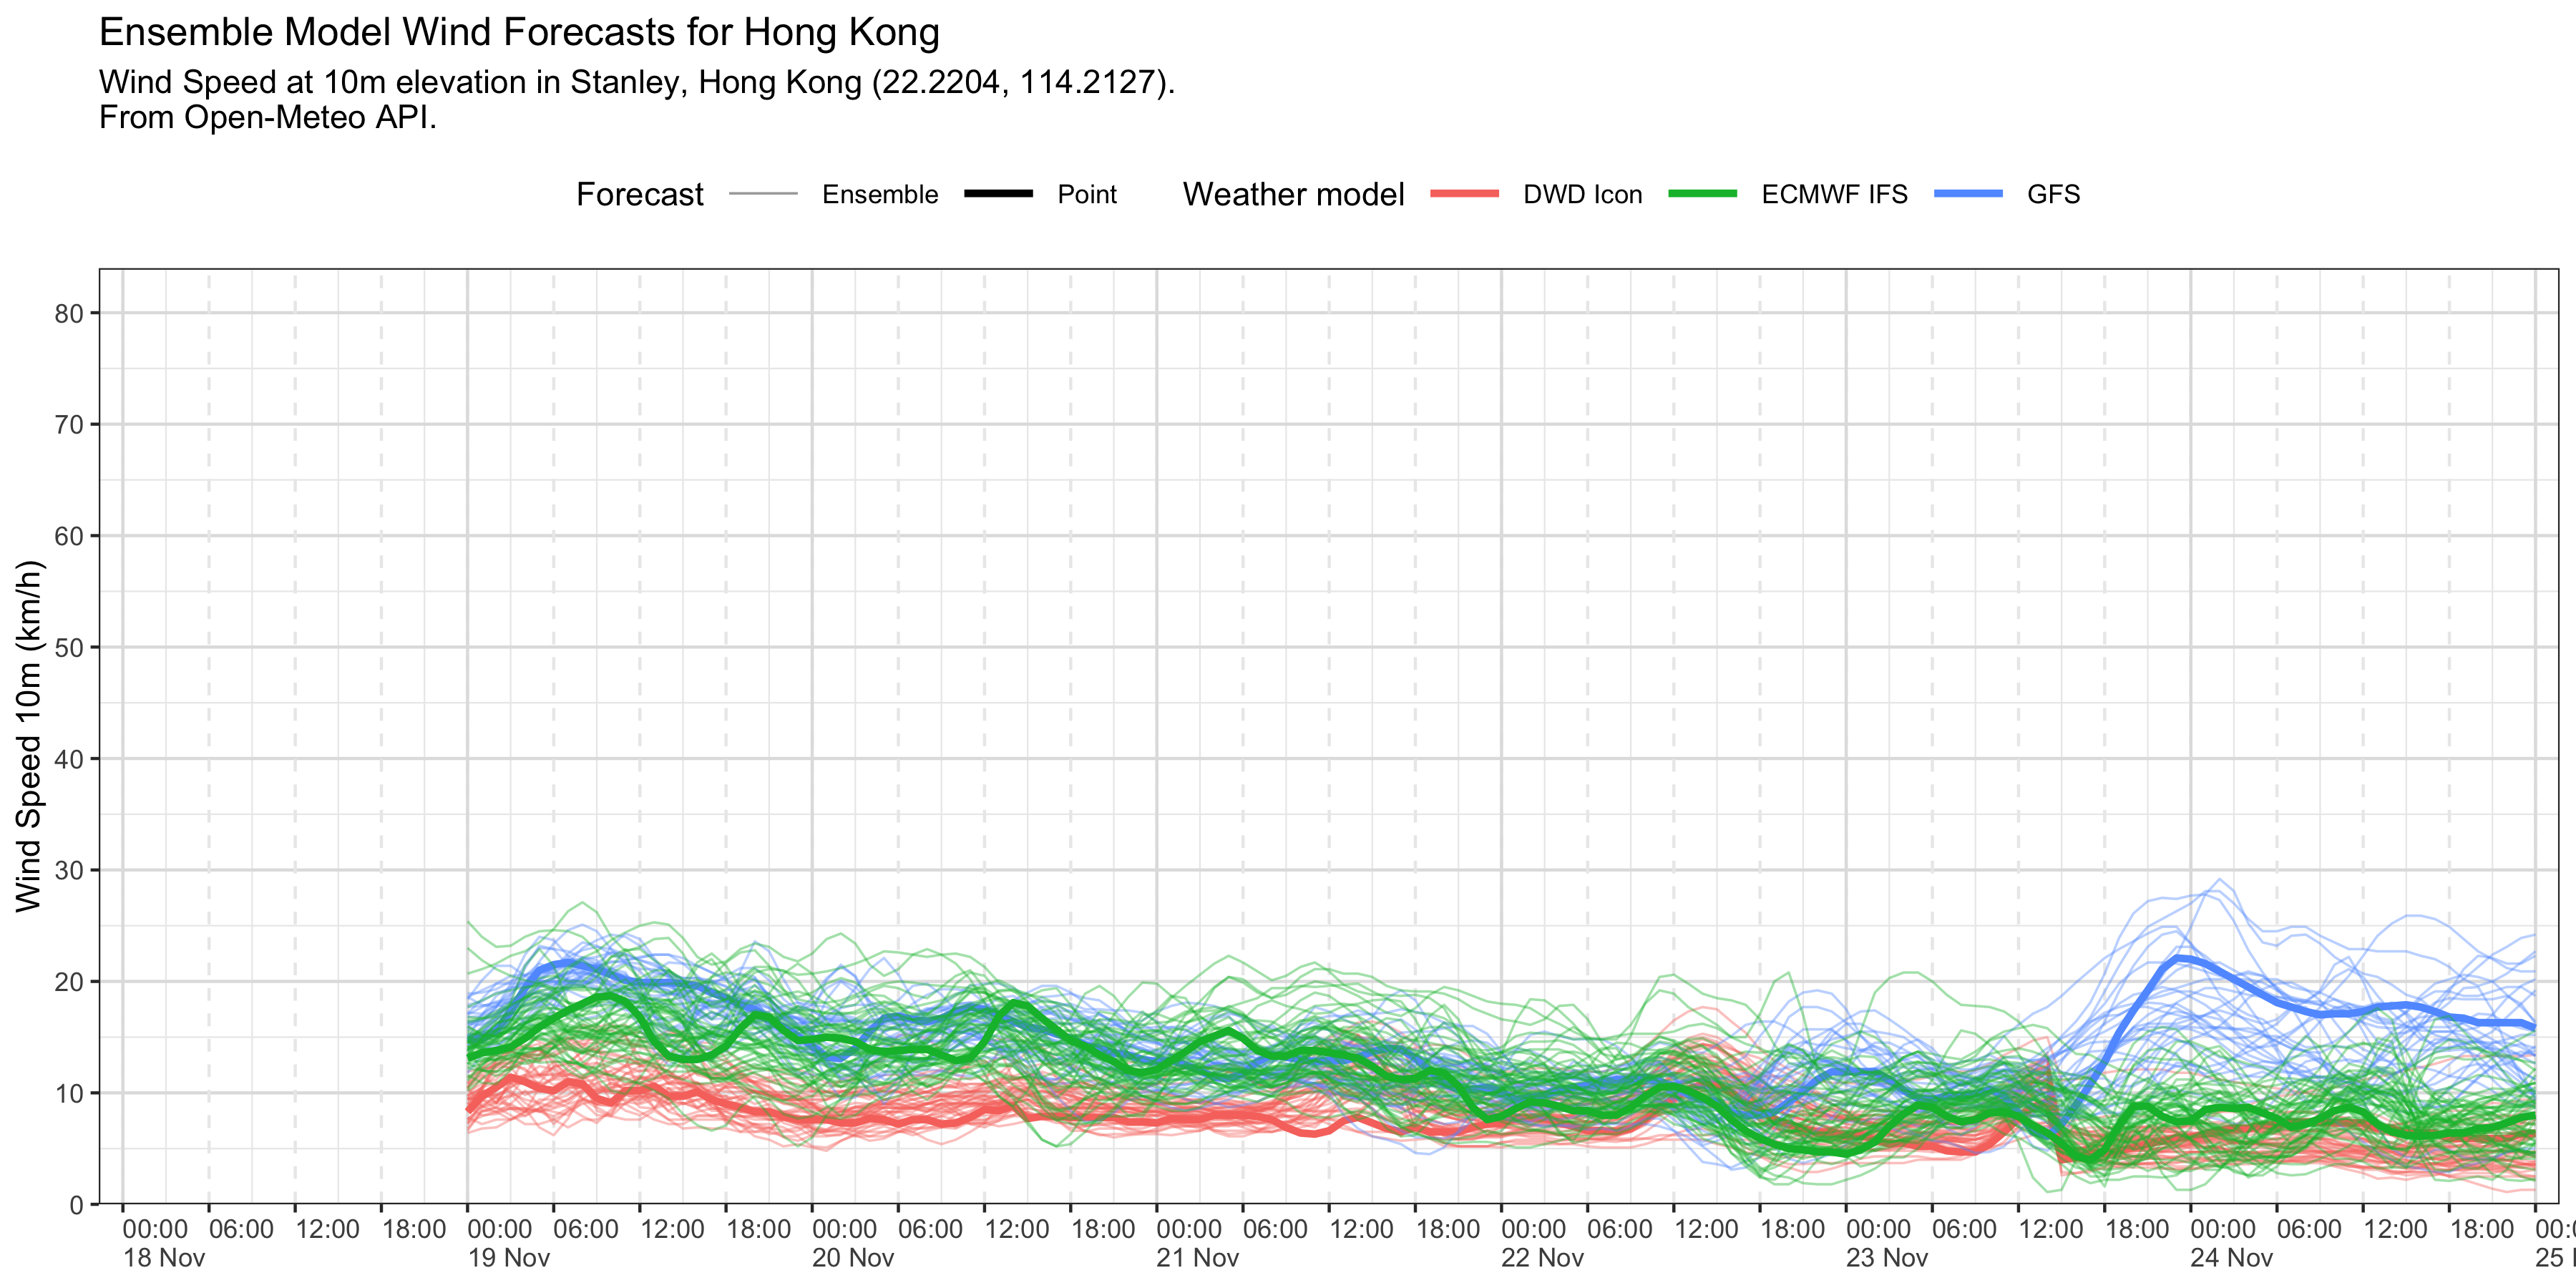 Ensemble Model Wind Forecasts for Hong Kong
Wind Speed at 10m elevation in Stanley, Hong Kong (22.2204, 114.2127).
From Open-Meteo API.
Forecast Ensemble Point Weather model DWD Icon ECMWF IFS GFS
Wind Speed 10m (km/h)
80
70
60
50
40
30
20
10
0
00:00 06:00 12:00 18:00 00:00 06:00 12:00 18:00 00:00 06:00 12:00 18:00 00:00 06:00 12:00 18:00 00:00 06:00 12:00 18:00 00:00 06:00 12:00 18:00 00:00 06:00 12:00 18:00
18 Nov 19 Nov 20 Nov 21 Nov 22 Nov 23 Nov 24 Nov 25